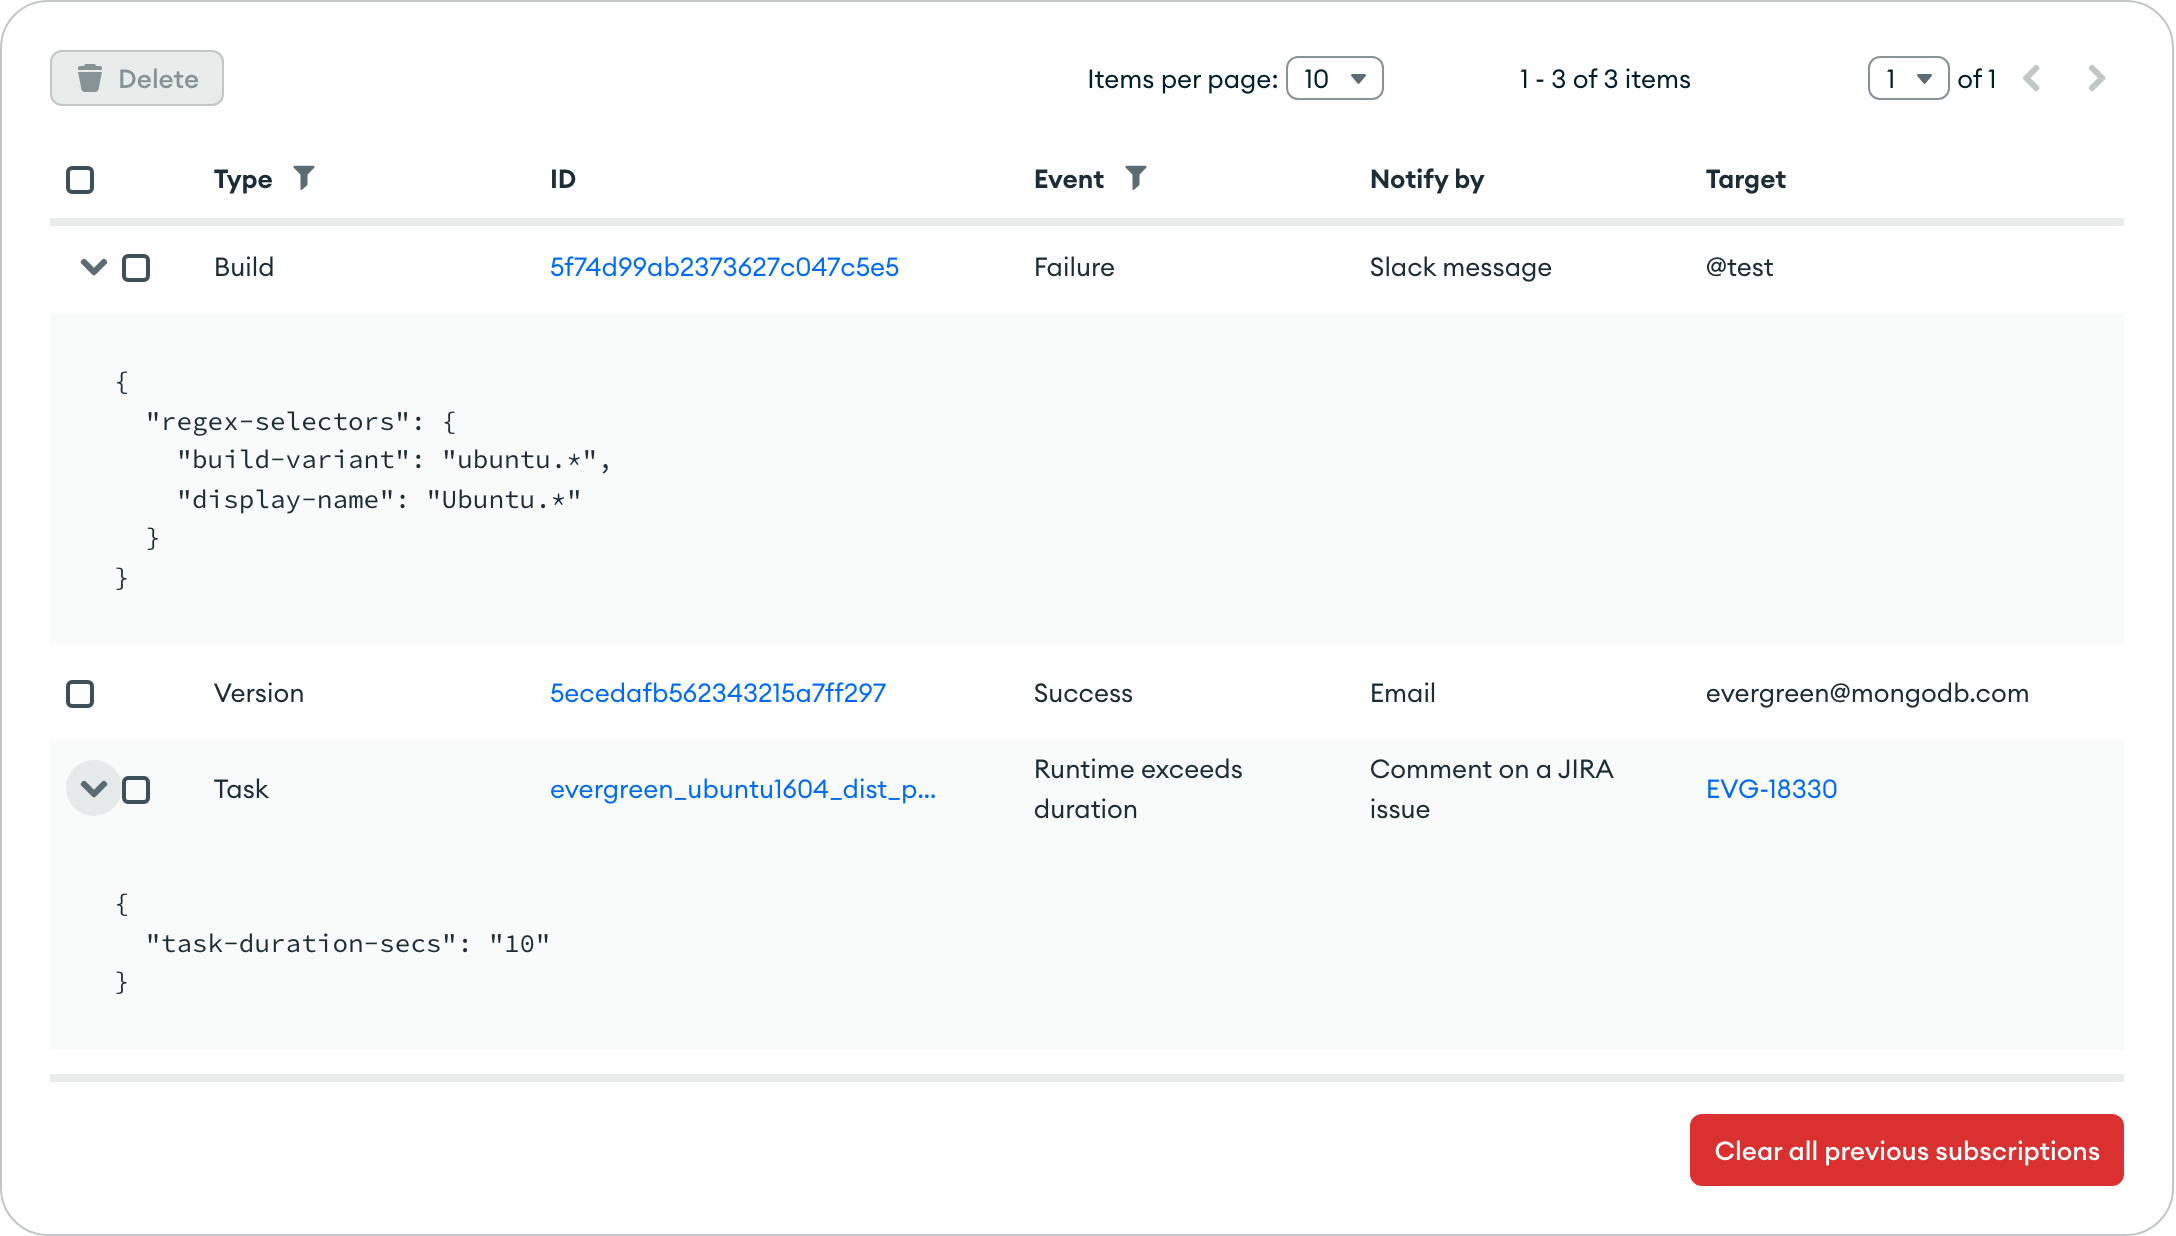 Delete
Items per page: 10
1 - 3 of 3 items
1 of 1
Type ID Event Notify by Target
Build 5f74d99ab2373627c047c5e5 Failure Slack message @test
{
  "regex-selectors": {
    "build-variant": "ubuntu.*",
    "display-name": "Ubuntu.*"
  }
}
Version 5ecedafb562343215a7ff297 Success Email evergreen@mongodb.com
Task evergreen_ubuntu1604_dist_p... Runtime exceeds duration Comment on a JIRA issue EVG-18330
{
  "task-duration-secs": "10"
}
Clear all previous subscriptions